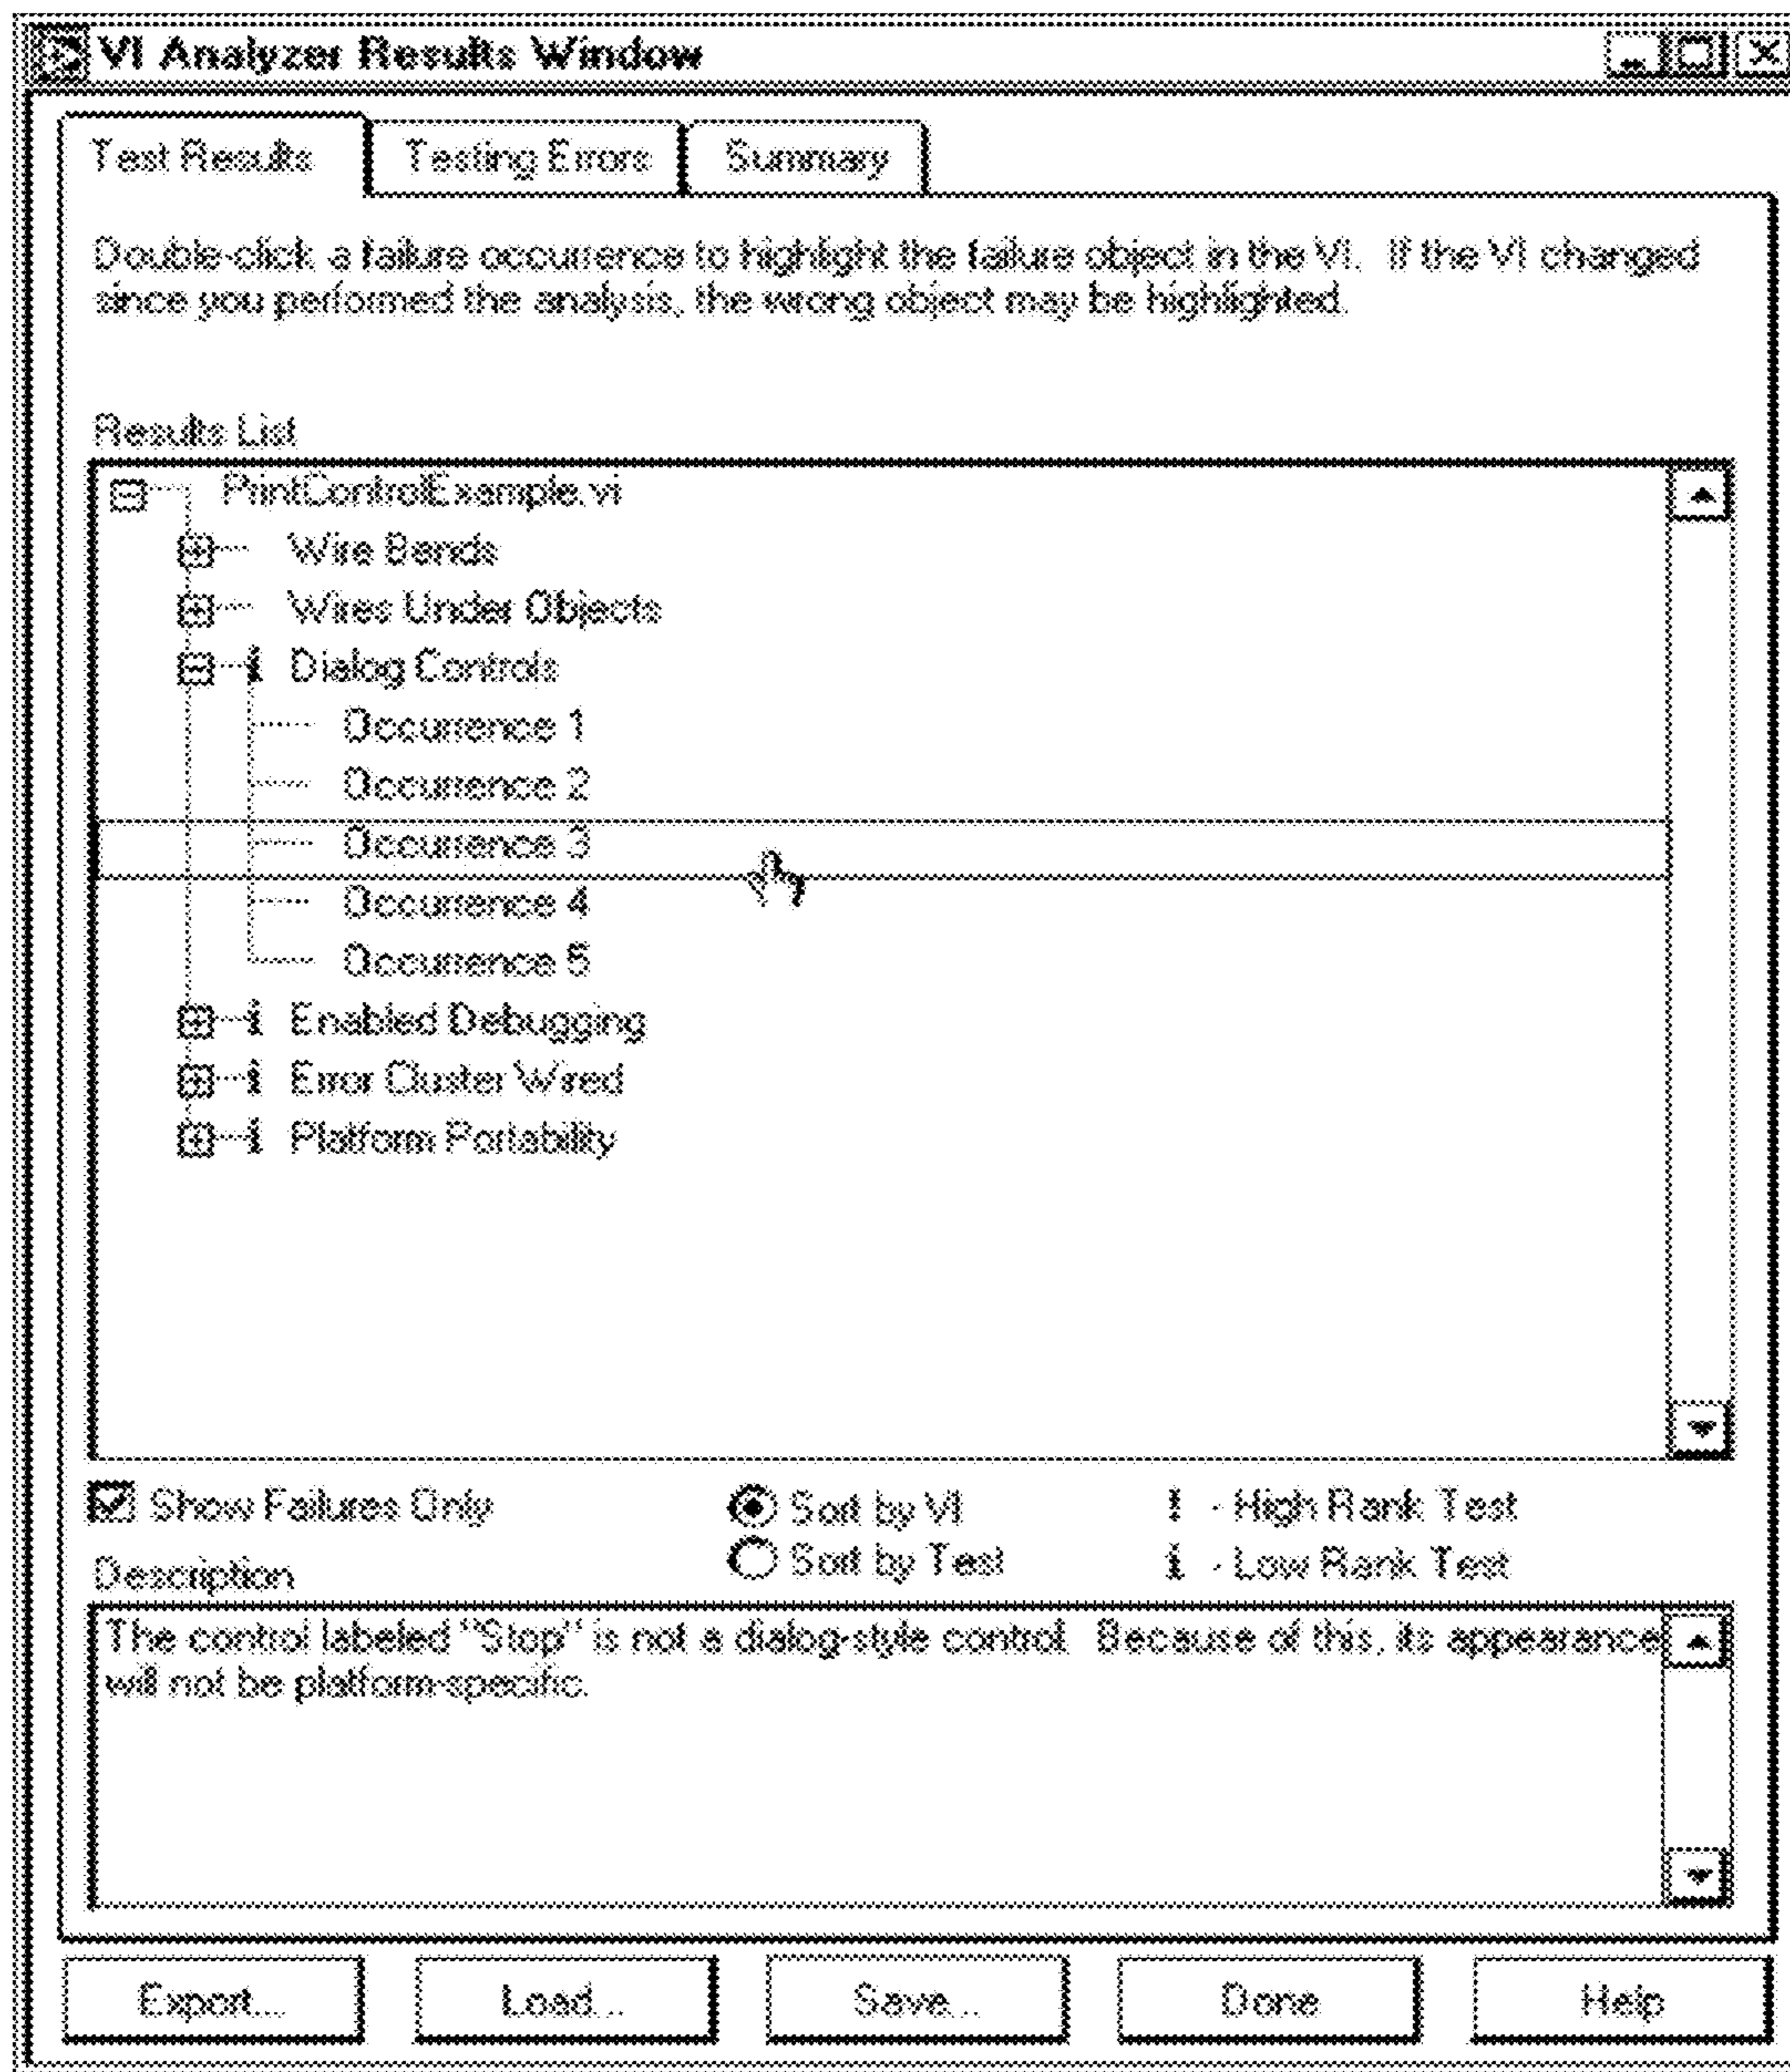 VI Analyzer Results Window
Test Results Testing Errors Summary
Double-click a failure occurrence to highlight the failure object in the VI. If the VI changed
since you performed the analysis, the wrong object may be highlighted.
Results List
PrintControlExample.vi
Wire Bends
Wires Under Objects
i Dialog Controls
Occurrence 1
Occurrence 2
Occurrence 3
Occurrence 4
Occurrence 5
i Enabled Debugging
i Error Cluster Wired
i Platform Portability
Show Failures Only Sort by VI ! - High Rank Test
Sort by Test i - Low Rank Test
Description
The control labeled "Stop" is not a dialog-style control. Because of this, its appearance
will not be platform-specific.
Export... Load... Save... Done Help